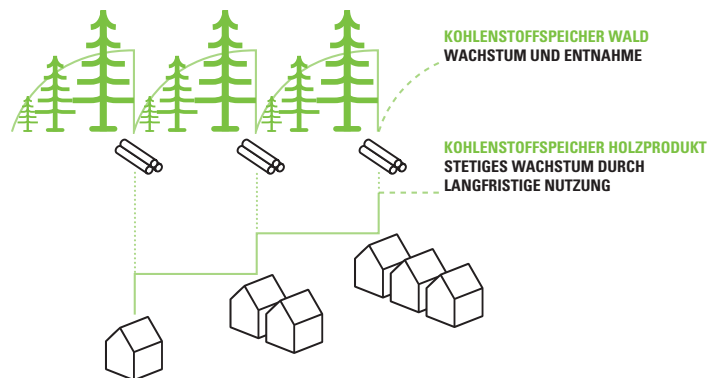 KOHLENSTOFFSPEICHER WALD
WACHSTUM UND ENTNAHME
KOHLENSTOFFSPEICHER HOLZPRODUKT
STETIGES WACHSTUM DURCH
LANGFRISTIGE NUTZUNG